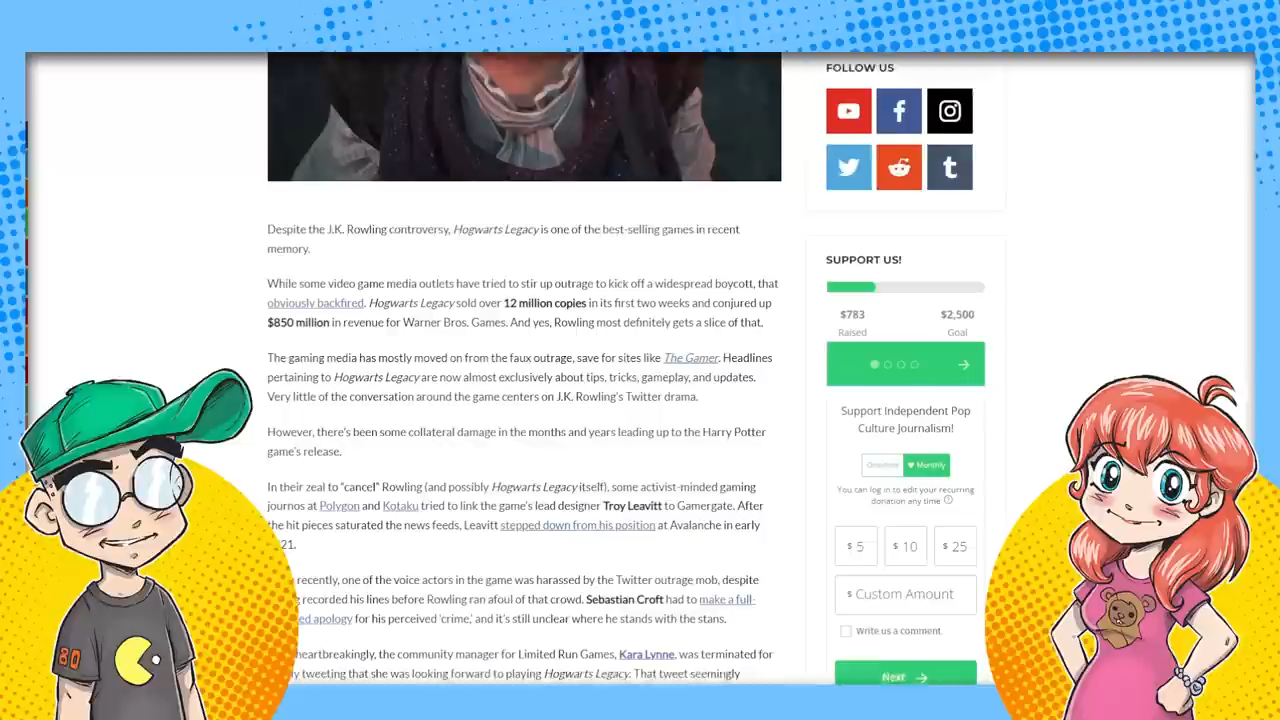 Despite the J.K. Rowling controversy, Hogwarts Legacy is one of the best-selling games in recent
memory.
While some video game media outlets have tried to stir up outrage to kick off a widespread boycott, that
obviously backfired. Hogwarts Legacy sold over 12 million copies in its first two weeks and conjured up
$850 million in revenue for Warner Bros. Games. And yes, Rowling most definitely gets a slice of that.
The gaming media has mostly moved on from the faux outrage, save for sites like The Gamer. Headlines
pertaining to Hogwarts Legacy are now almost exclusively about tips, tricks, gameplay, and updates.
Very little of the conversation around the game centers on J.K. Rowling's Twitter drama.
However, there's been some collateral damage in the months and years leading up to the Harry Potter
game's release.
In their zeal to "cancel" Rowling (and possibly Hogwarts Legacy itself), some activist-minded gaming
journos at Polygon and Kotaku tried to link the game's lead designer Troy Leavitt to Gamergate. After
the hit pieces saturated the news feeds, Leavitt stepped down from his position at Avalanche in early
21.
recently, one of the voice actors in the game was harassed by the Twitter outrage mob, despite
recorded his lines before Rowling ran afoul of that crowd. Sebastian Croft had to make a full-
apology for his perceived 'crime,' and it's still unclear where he stands with the stans.
heartbreakingly, the community manager for Limited Run Games, Kara Lynne, was terminated for
tweeting that she was looking forward to playing Hogwarts Legacy. That tweet seemingly
FOLLOW US
SUPPORT US!
$783 $2,500
Raised Goal
Support Independent Pop
Culture Journalism!
Onetime Monthly
You can log in to edit your recurring
donation any time
$ 5 $ 10 $ 25
$ Custom Amount
Write us a comment
Next
80